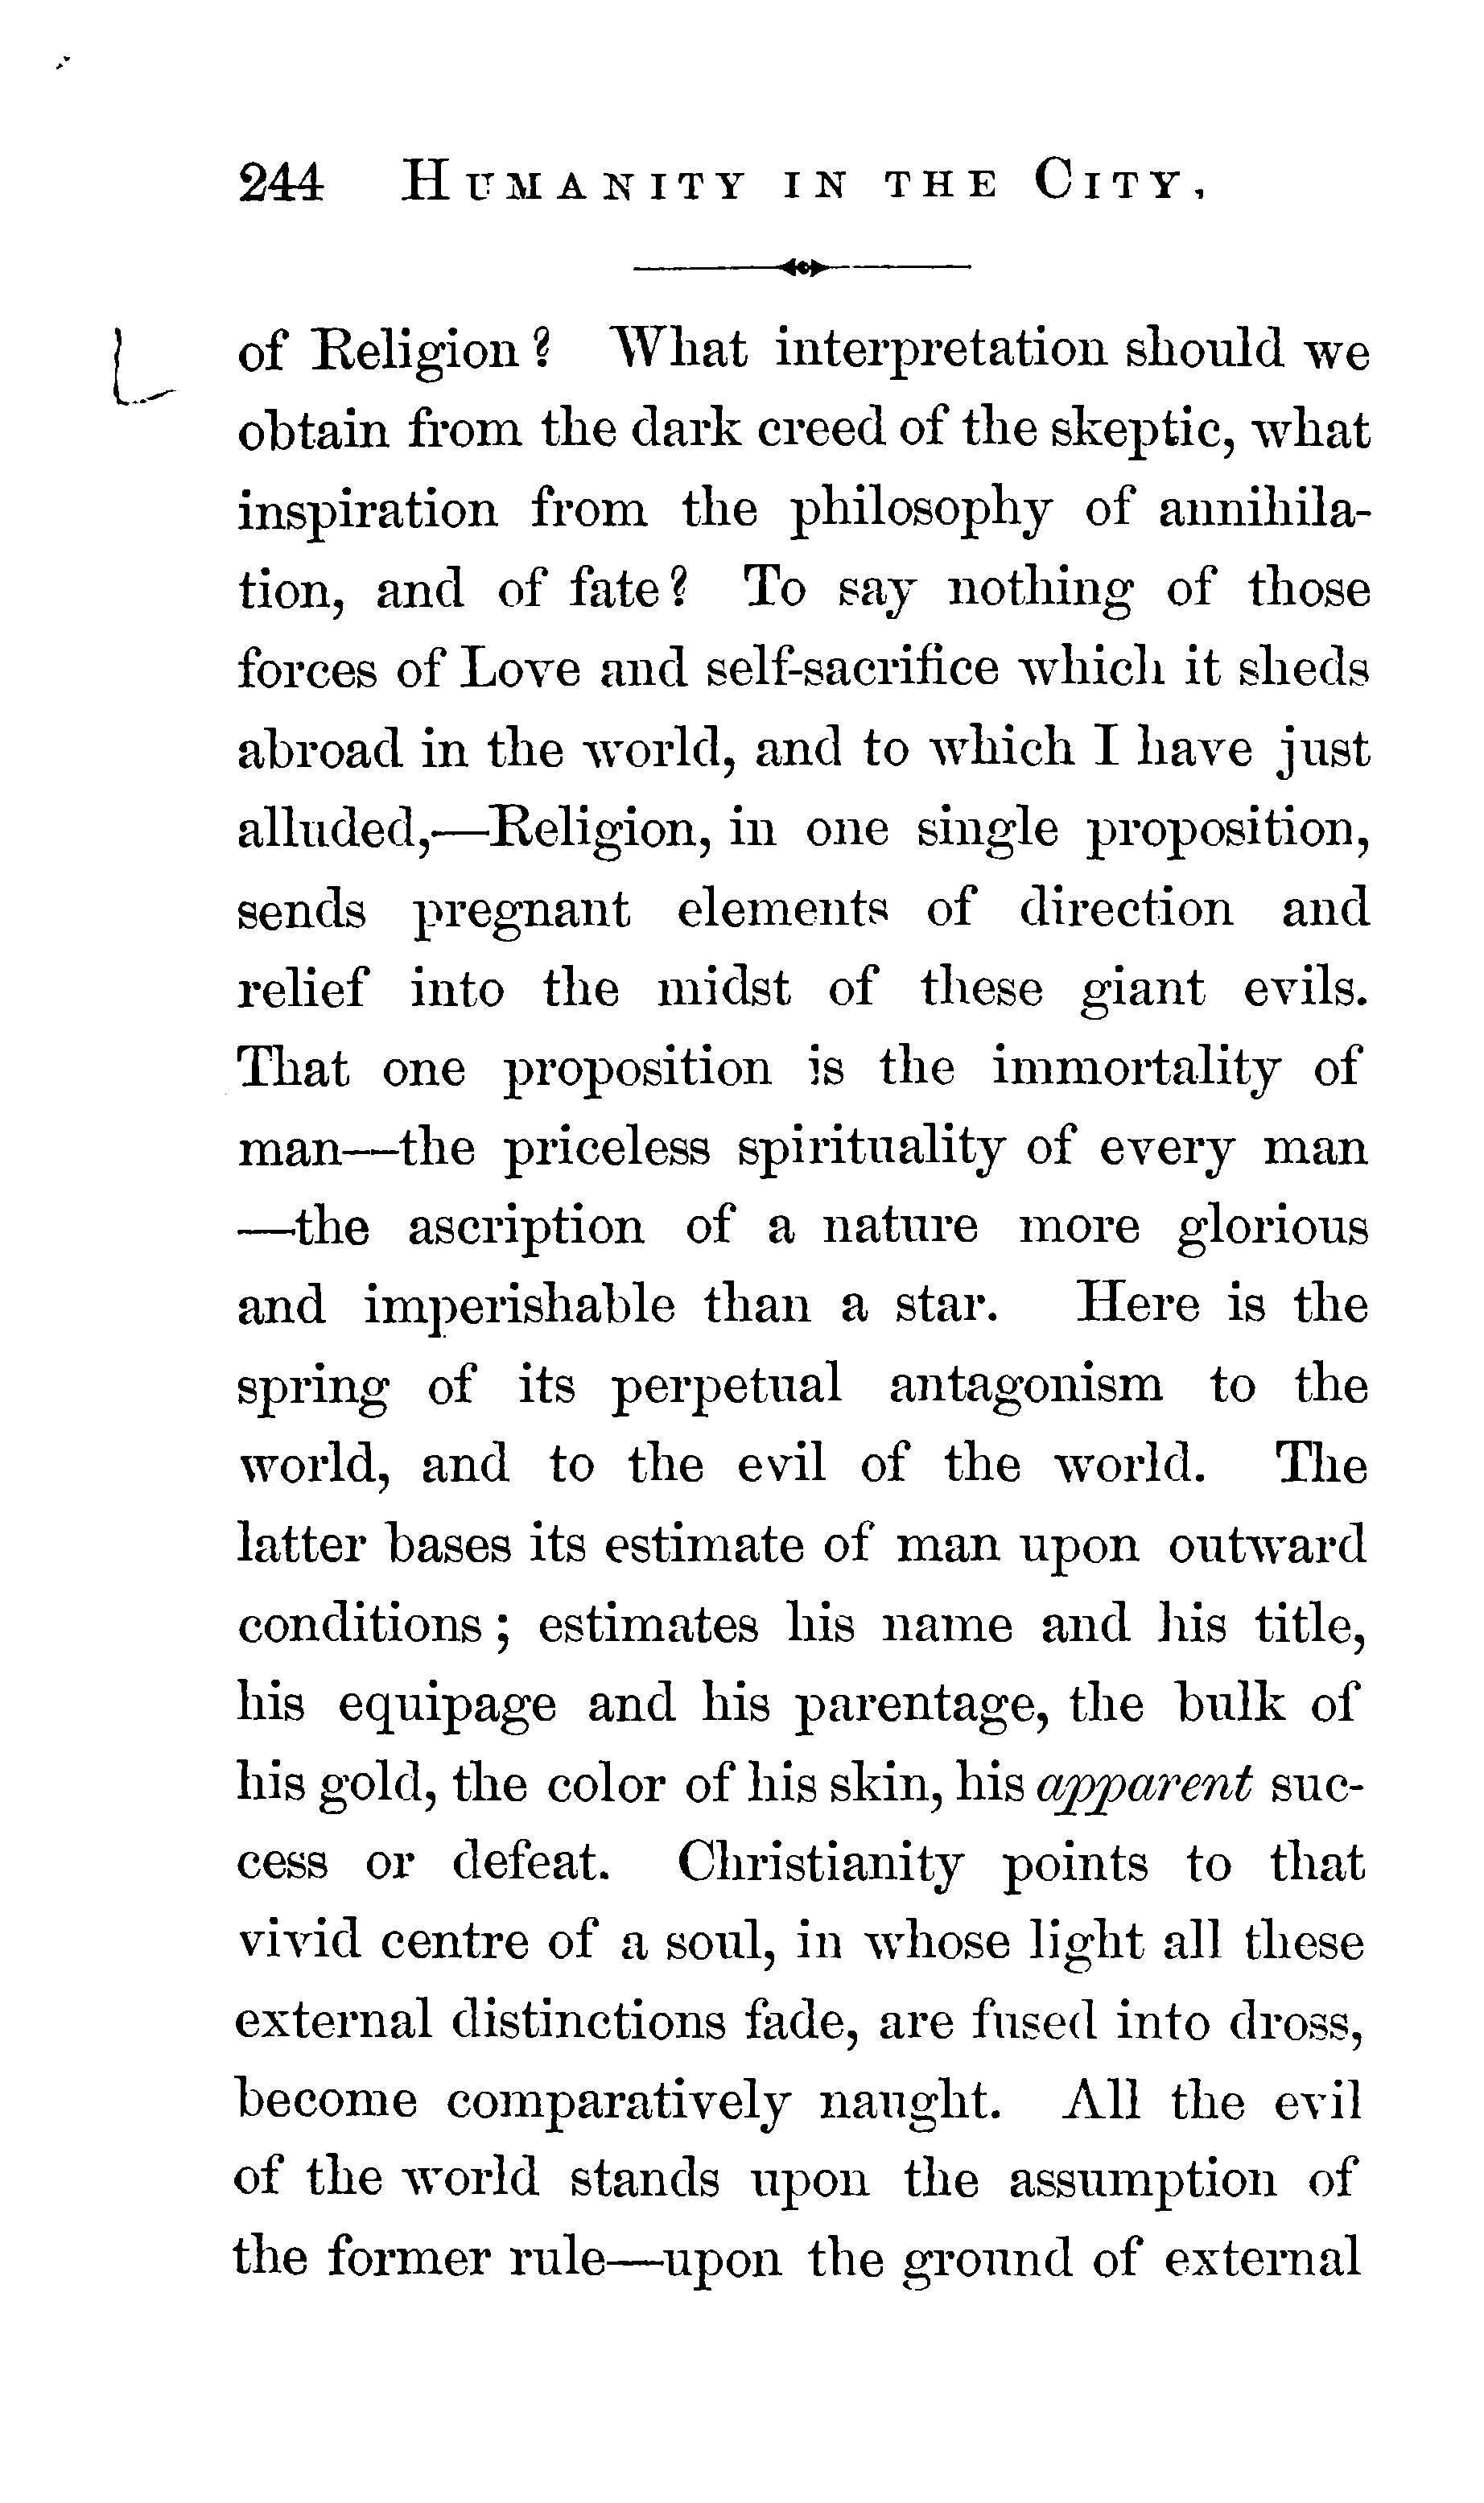 244 HUMANITY IN THE CITY,
of Religion? What interpretation should we
obtain from the dark creed of the skeptic, what
inspiration from the philosophy of annihila-
tion, and of fate? To say nothing of those
forces of Love and self-sacrifice which it sheds
abroad in the world, and to which I have just
alluded,—Religion, in one single proposition,
sends pregnant elements of direction and
relief into the midst of these giant evils.
That one proposition is the immortality of
man—the priceless spirituality of every man
—the ascription of a nature more glorious
and imperishable than a star. Here is the
spring of its perpetual antagonism to the
world, and to the evil of the world. The
latter bases its estimate of man upon outward
conditions; estimates his name and his title,
his equipage and his parentage, the bulk of
his gold, the color of his skin, his apparent suc-
cess or defeat. Christianity points to that
vivid centre of a soul, in whose light all these
external distinctions fade, are fused into dross,
become comparatively naught. All the evil
of the world stands upon the assumption of
the former rule—upon the ground of external